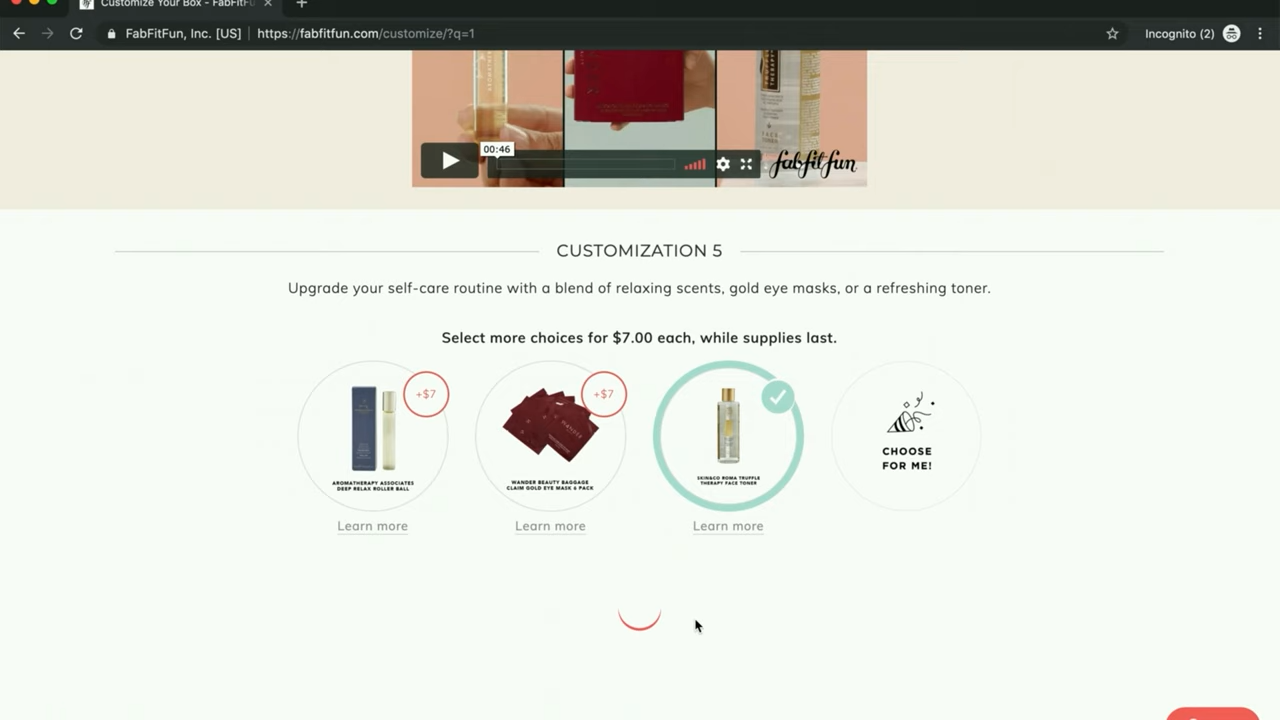 Customize Your Box - FabFitFu
FabFitFun, Inc. [US] | https://fabfitfun.com/customize/?q=1
Incognito (2)
00:46
fabfitfun
CUSTOMIZATION 5
Upgrade your self-care routine with a blend of relaxing scents, gold eye masks, or a refreshing toner.
Select more choices for $7.00 each, while supplies last.
+$7
+$7
AROMATHERAPY ASSOCIATES
DEEP RELAX ROLLER BALL
WANDER BEAUTY BAGGAGE
CLAIM GOLD EYE MASK 6 PACK
SKIN&CO ROMA TRUFFLE
THERAPY FACE TONER
CHOOSE
FOR ME!
Learn more
Learn more
Learn more